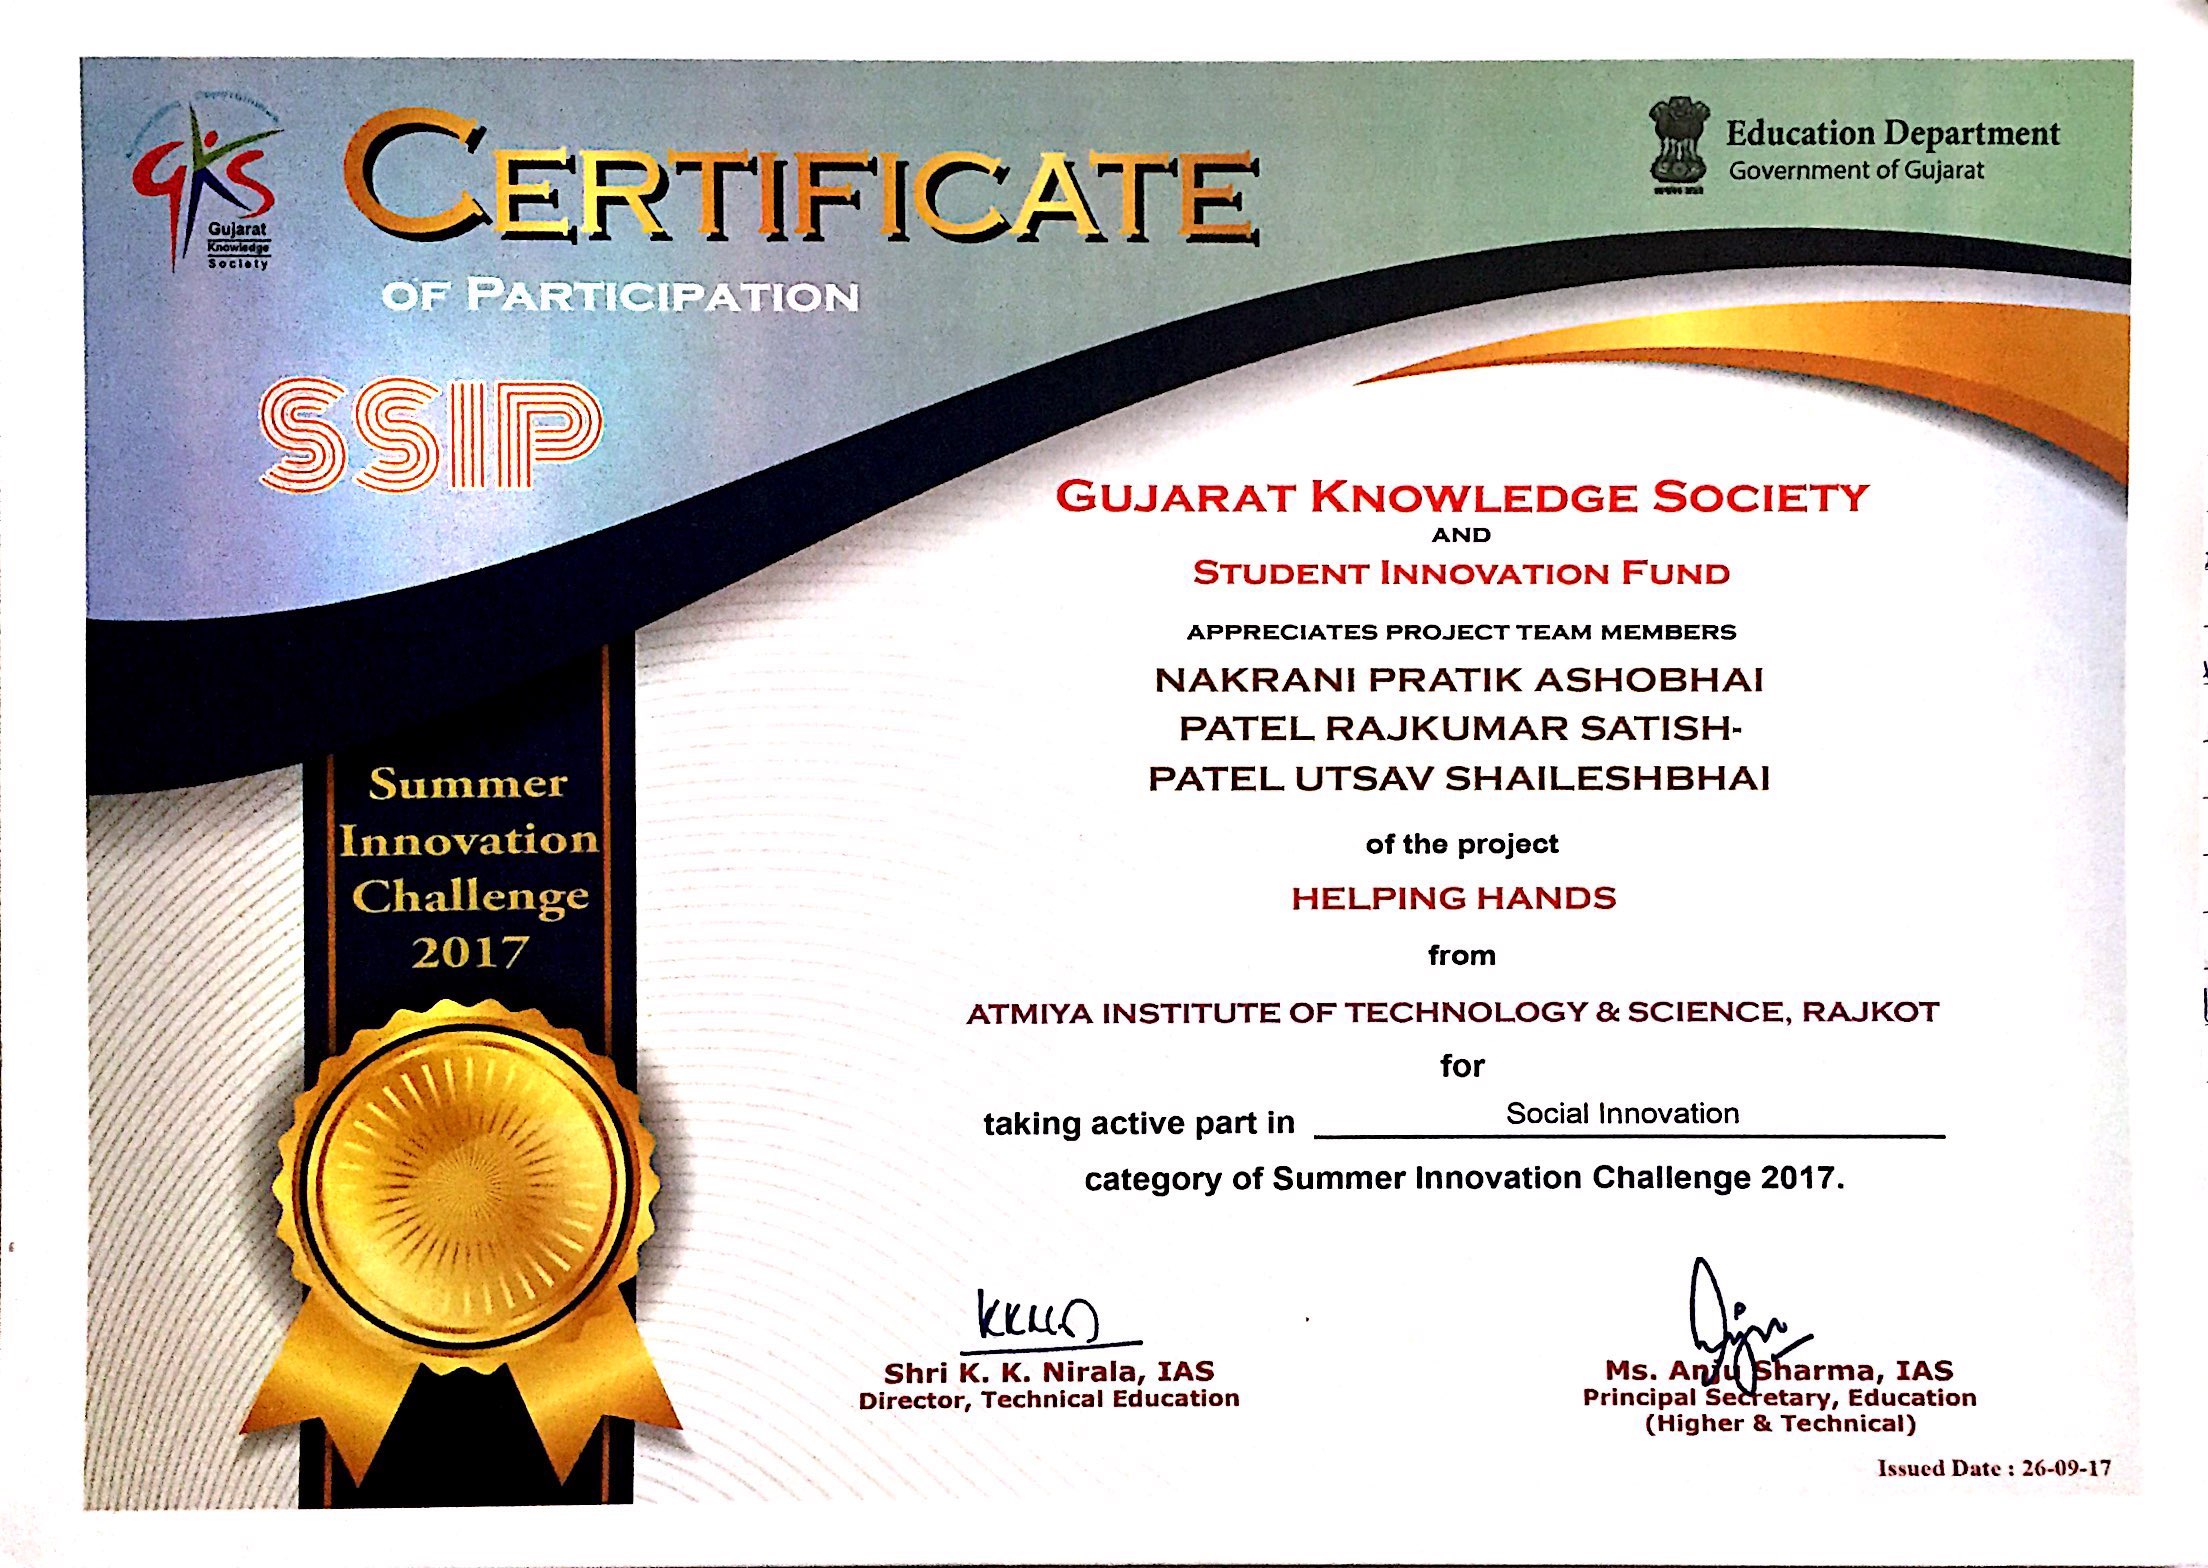 GKS
Gujarat
Knowledge
Society
CERTIFICATE
OF PARTICIPATION
SSIP
Education Department
Government of Gujarat
GUJARAT KNOWLEDGE SOCIETY
AND
STUDENT INNOVATION FUND
APPRECIATES PROJECT TEAM MEMBERS
NAKRANI PRATIK ASHOBHAI
PATEL RAJKUMAR SATISH-
PATEL UTSAV SHAILESHBHAI
of the project
HELPING HANDS
from
ATMIYA INSTITUTE OF TECHNOLOGY & SCIENCE, RAJKOT
for
taking active part in Social Innovation
category of Summer Innovation Challenge 2017.
Summer
Innovation
Challenge
2017
Shri K. K. Nirala, IAS
Director, Technical Education
Ms. Anju Sharma, IAS
Principal Secretary, Education
(Higher & Technical)
Issued Date : 26-09-17